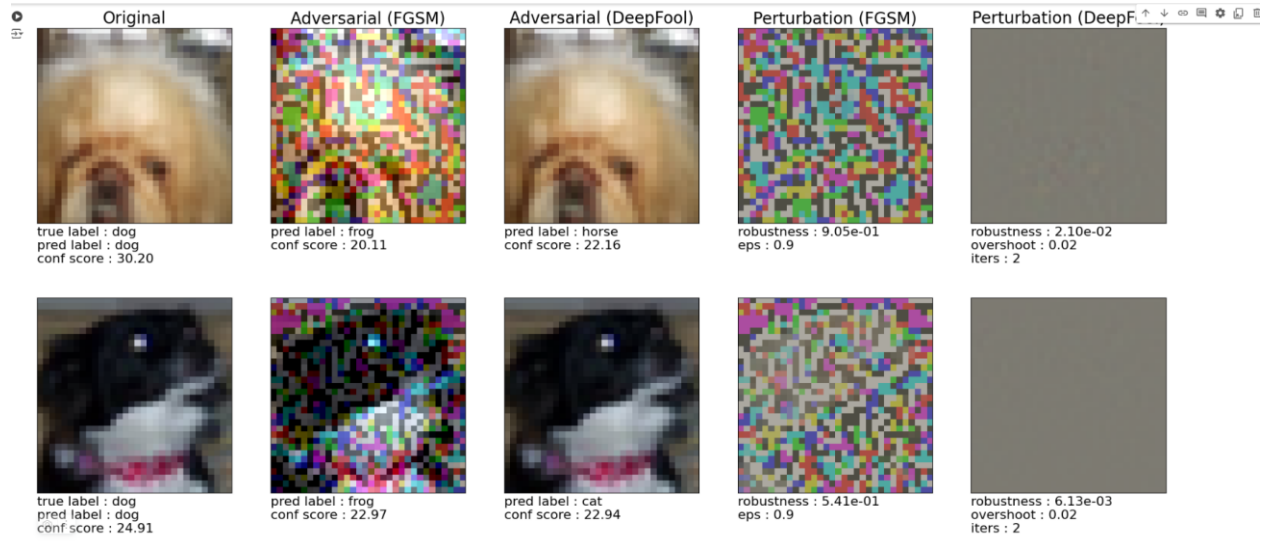 Original
Adversarial (FGSM)
Adversarial (DeepFool)
Perturbation (FGSM)
Perturbation
true label : dog
pred label : dog
conf score : 30.20
pred label : frog
conf score : 20.11
pred label : horse
conf score : 22.16
robustness : 9.05e-01
eps : 0.9
robustness : 2.10e-02
overshoot : 0.02
iters : 2
true label : dog
pred label : dog
conf score : 24.91
pred label : frog
conf score : 22.97
pred label : cat
conf score : 22.94
robustness : 5.41e-01
eps : 0.9
robustness : 6.13e-03
overshoot : 0.02
iters : 2